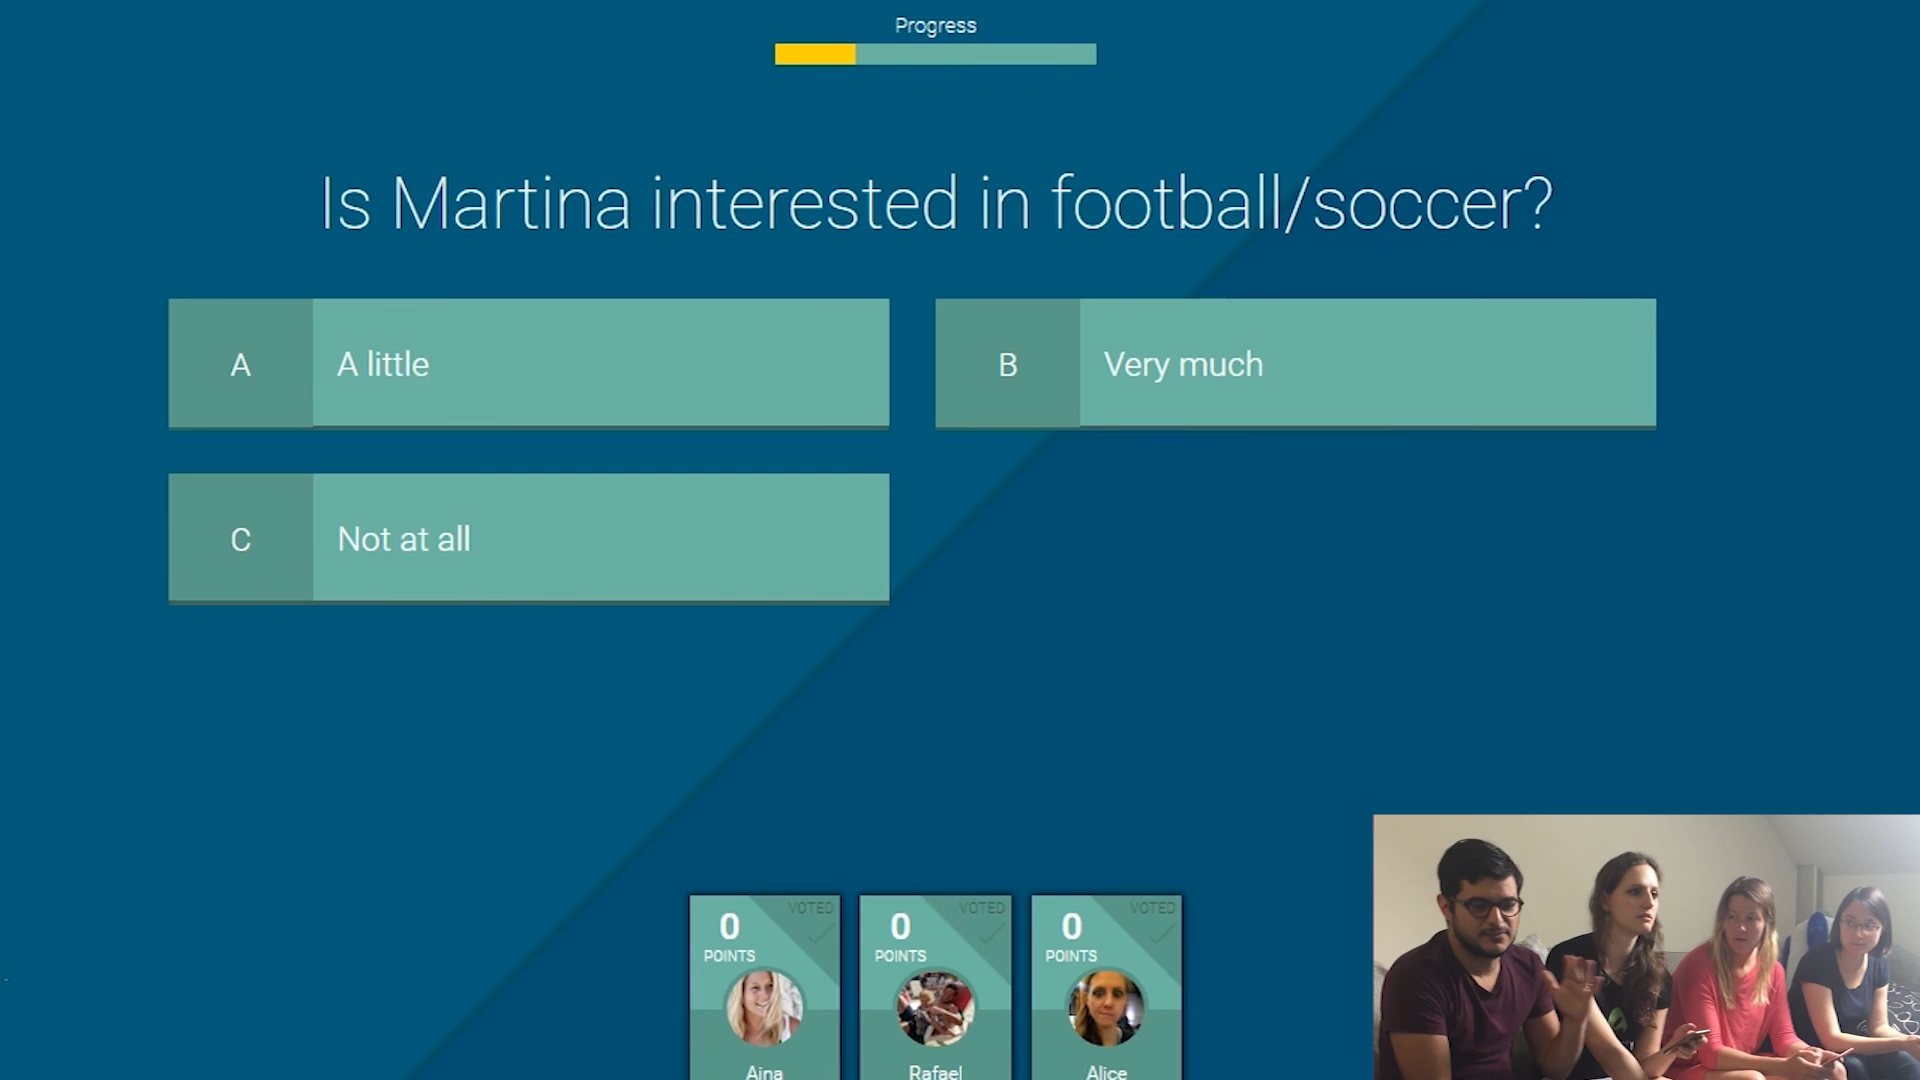 Progress
Is Martina interested in football/soccer?
A A little
B Very much
C Not at all
0 VOTED
POINTS
Aina
0 VOTED
POINTS
Rafael
0 VOTED
POINTS
Alice